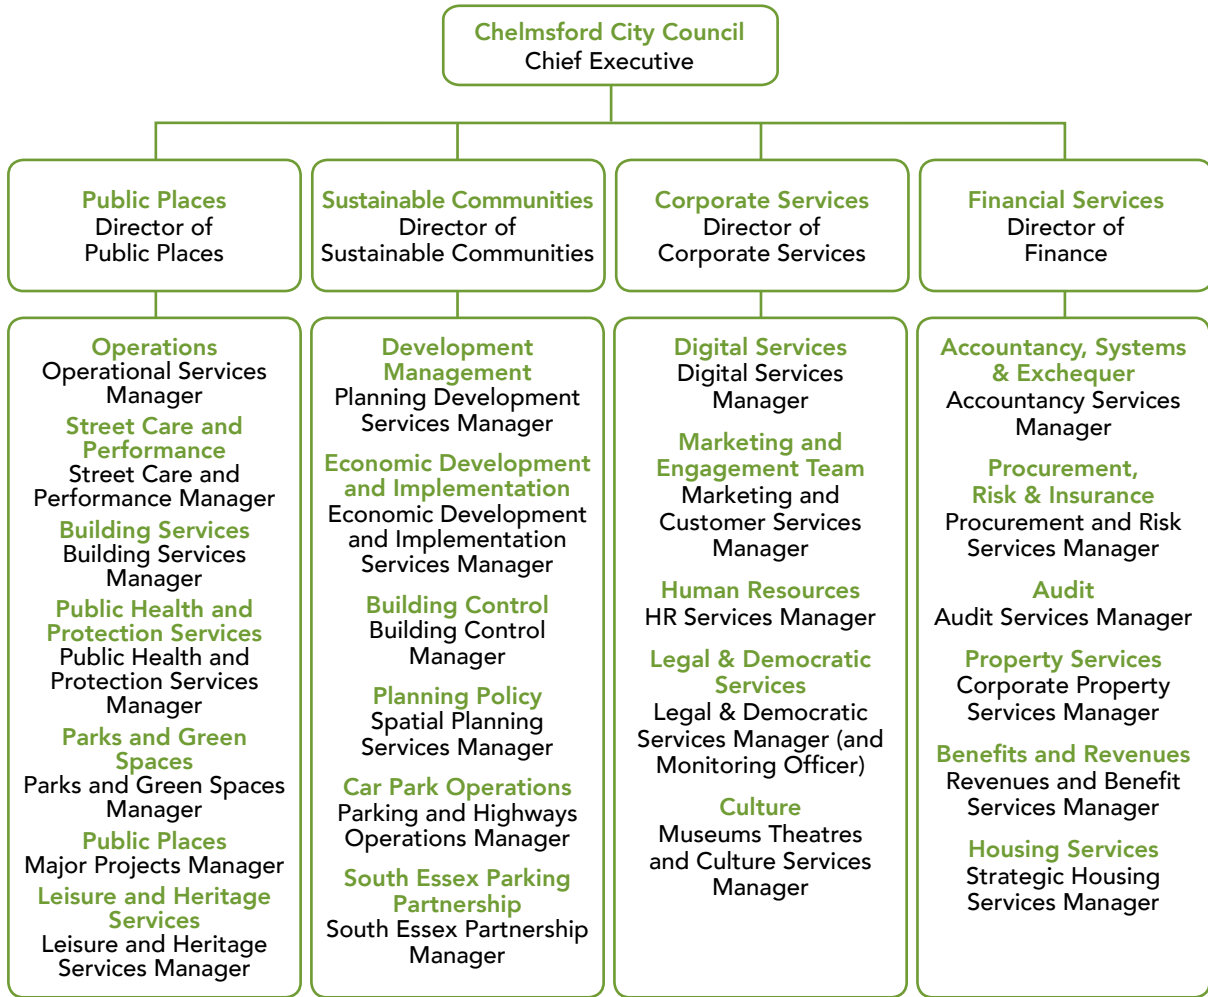 Chelmsford City Council
Chief Executive
Public Places
Director of
Public Places
Sustainable Communities
Director of
Sustainable Communities
Corporate Services
Director of
Corporate Services
Financial Services
Director of
Finance
Operations
Operational Services
Manager
Street Care and
Performance
Street Care and
Performance Manager
Building Services
Building Services
Manager
Public Health and
Protection Services
Public Health and
Protection Services
Manager
Parks and Green
Spaces
Parks and Green Spaces
Manager
Public Places
Major Projects Manager
Leisure and Heritage
Services
Leisure and Heritage
Services Manager
Development
Management
Planning Development
Services Manager
Economic Development
and Implementation
Economic Development
and Implementation
Services Manager
Building Control
Building Control
Manager
Planning Policy
Spatial Planning
Services Manager
Car Park Operations
Parking and Highways
Operations Manager
South Essex Parking
Partnership
South Essex Partnership
Manager
Digital Services
Digital Services
Manager
Marketing and
Engagement Team
Marketing and
Customer Services
Manager
Human Resources
HR Services Manager
Legal & Democratic
Services
Legal & Democratic
Services Manager (and
Monitoring Officer)
Culture
Museums Theatres
and Culture Services
Manager
Accountancy, Systems
& Exchequer
Accountancy Services
Manager
Procurement,
Risk & Insurance
Procurement and Risk
Services Manager
Audit
Audit Services Manager
Property Services
Corporate Property
Services Manager
Benefits and Revenues
Revenues and Benefit
Services Manager
Housing Services
Strategic Housing
Services Manager